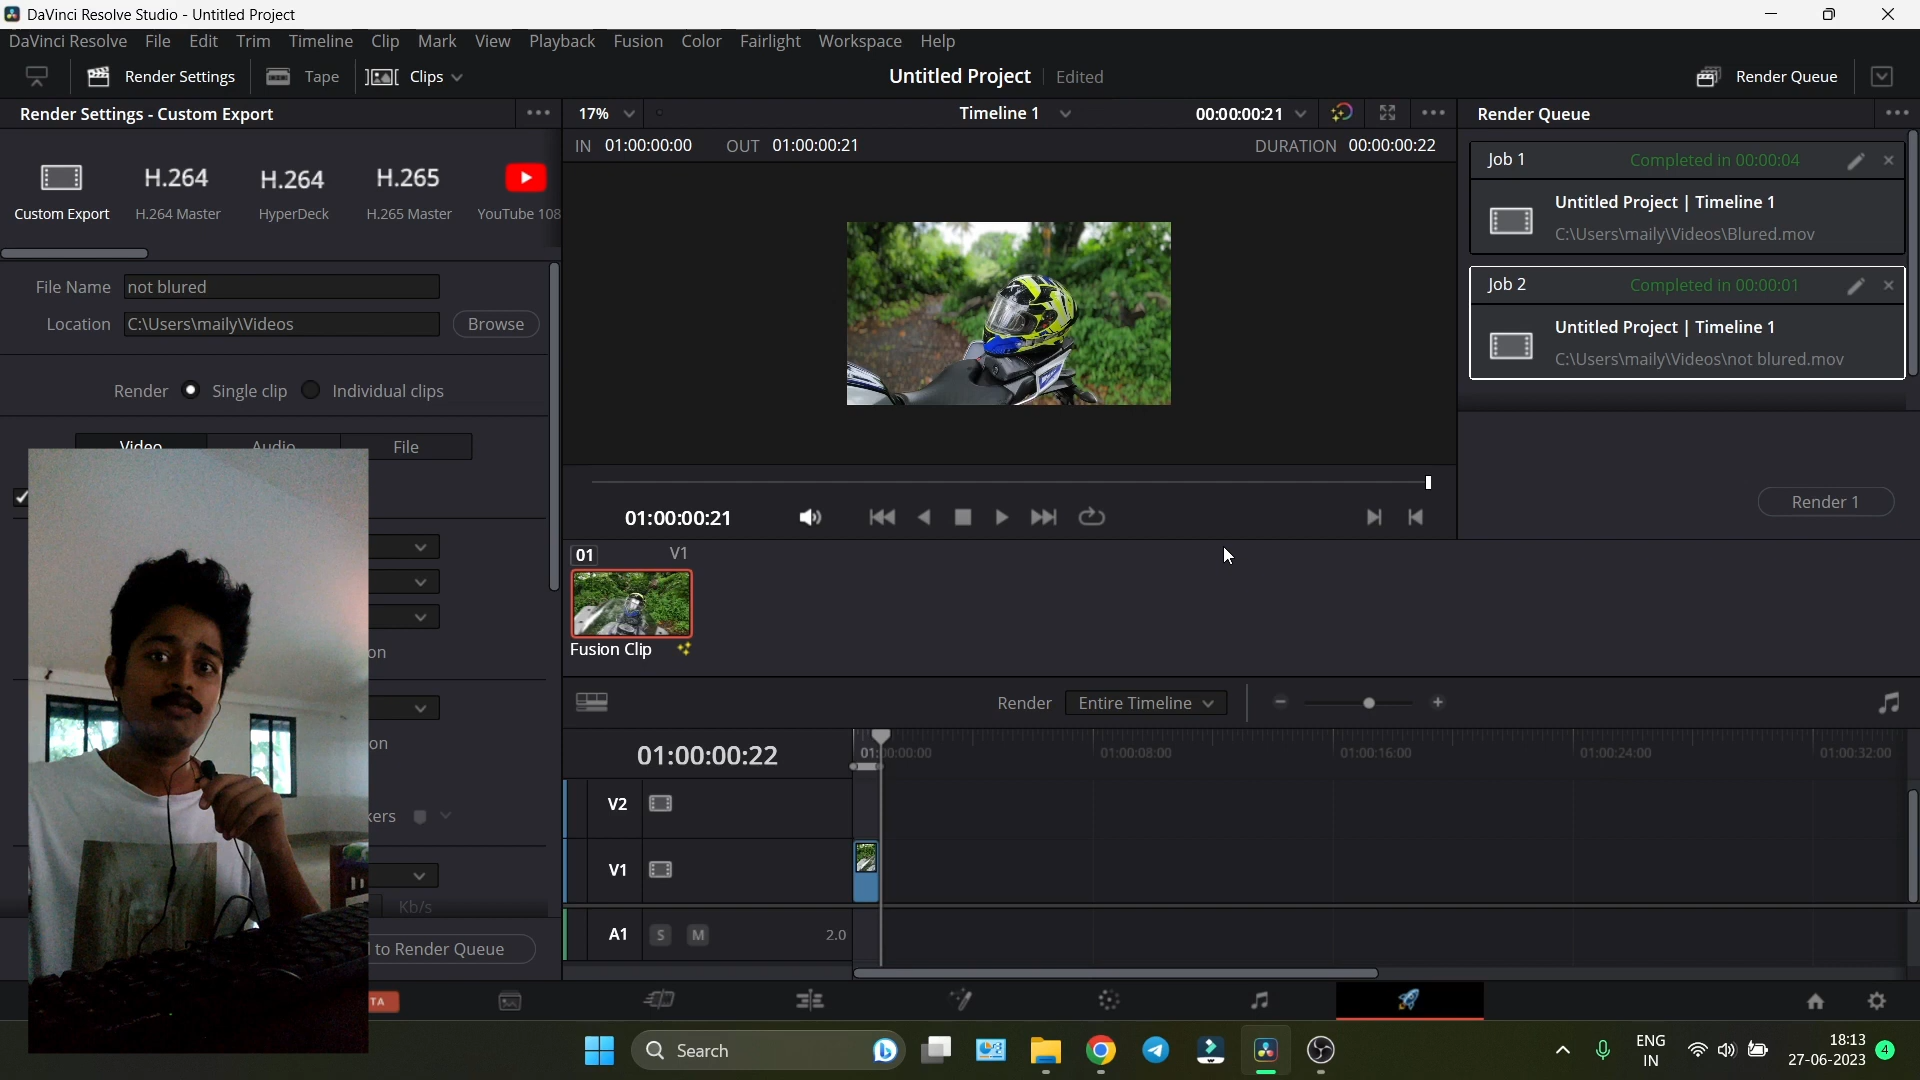 DaVinci Resolve Studio - Untitled Project
DaVinci Resolve File Edit Trim Timeline Clip Mark View Playback Fusion Color Fairlight Workspace Help
Render Settings Tape Clips Untitled Project Edited Render Queue
Render Settings - Custom Export 17% Timeline 1 00:00:00:21 Render Queue
IN 01:00:00:00 OUT 01:00:00:21 DURATION 00:00:00:22
H.264 H.264 H.265
Custom Export H.264 Master HyperDeck H.265 Master YouTube 108
Job 1 Completed in 00:00:04
Untitled Project | Timeline 1
C:\Users\maily\Videos\Blured.mov
Job 2 Completed in 00:00:01
Untitled Project | Timeline 1
C:\Users\maily\Videos\not blured.mov
File Name not blured
Location C:\Users\maily\Videos Browse
Render Single clip Individual clips
Video Audio File
Render 1
01:00:00:21
01 V1
Fusion Clip
on
on
kers
Kb/s
to Render Queue
TA
Render Entire Timeline
01:00:00:22 01:00:00:00 01:00:08:00 01:00:16:00 01:00:24:00 01:00:32:00
V2
V1
A1 S M 2.0
Search
ENG
IN
18:13
27-06-2023
4